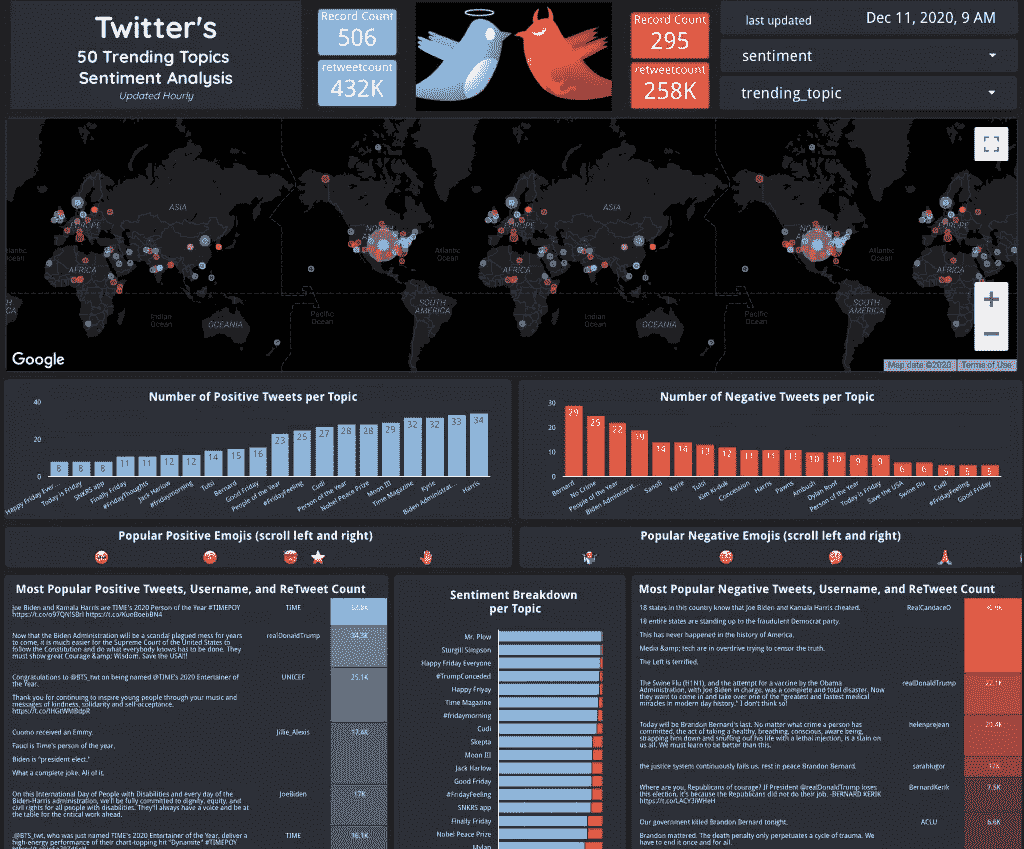 Twitter's
50 Trending Topics
Sentiment Analysis
Updated Hourly
Record Count
506
retweetcount
432K
Record Count
295
retweetcount
258K
last updated
Dec 11, 2020, 9 AM
sentiment
trending_topic
ASIA
AFRICA
OCEANIA
SOUTH
AMERICA
Atlantic
Ocean
Indian
Ocean
Pacific
Ocean
ASIA
AFRICA
OCEANIA
SOUTH
AMERICA
Atlantic
Ocean
Indian
Ocean
Pacific
Ocean
Google
Map data ©2020
Terms of Use
Number of Positive Tweets per Topic
40
20
0
8 8 8 11 11 12 12 14 15 16 23 25 27 28 28 29 32 32 33 34
Happy Friday Ever...
Today is Friday
SNKRS app
Finally Friday
#FridayThoughts
Jack Harlow
#fridaymorning
Tulsi
Bernard
Good Friday
People of the Year
#FridayFeeling
Cudi
Person of the Year
Nobel Peace Prize
Moon III
Time Magazine
Kyrie
Biden Administrat...
Harris
Number of Negative Tweets per Topic
30
20
10
0
29 25 22 19 14 14 13 12 11 11 11 10 10 9 9 6 6 5 5 5
Bernard
No Crime
People of the Year
Biden Administrat...
Sanofi
Kyrie
Tulsi
Kim Ki-duk
Concession
Harris
Pawns
Ambush
Dylan Roof
Person of the Year
Today is Friday
Save the USA
Swine Flu
Cudi
#FridayFeeling
Good Friday
Popular Positive Emojis (scroll left and right)
Popular Negative Emojis (scroll left and right)
Most Popular Positive Tweets, Username, and ReTweet Count
Joe Biden and Kamala Harris are TIME's 2020 Person of the Year #TIMEPOY
TIME
Now that the Biden Administration will be a scandal plagued mess for years
to come, it is much easier for the Supreme Court of the United States to
follow the Constitution and do what everybody knows has to be done. They
must show great Courage &amp; Wisdom. Save the USA!!!
realDonaldTrump
34.3K
Congratulations to @BTS_twt on being named @TIME's 2020 Entertainer of
the Year.
Thank you for continuing to inspire young people through your music and
messages of kindness, solidarity and self-acceptance.
UNICEF
25.1K
Cuomo received an Emmy.
Fauci is Time's person of the year.
Biden is "president elect."
What a complete joke. All of it.
Jillie_Alexis
17.6K
On this International Day of People with Disabilities and every day of the
Biden-Harris administration, we'll be fully committed to dignity, equity, and
civil rights for all people with disabilities. They'll always have a voice and be at
the table for the critical work ahead.
JoeBiden
17K
.@BTS_twt, who was just named TIME's 2020 Entertainer of the Year, deliver a
high-energy performance of their chart-topping hit "Dynamite" #TIMEPOY
TIME
16.1K
Sentiment Breakdown
per Topic
Mr. Plow
Sturgill Simpson
Happy Friday Everyone
#TrumpConceded
Happy Friyay
Time Magazine
#fridaymorning
Cudi
Skepta
Moon III
Jack Harlow
Good Friday
#FridayFeeling
SNKRS app
Finally Friday
Nobel Peace Prize
Mylan
Most Popular Negative Tweets, Username, and ReTweet Count
18 states in this country know that Joe Biden and Kamala Harris cheated.
18 entire states are standing up to the fraudulent Democrat party.
This has never happened in the history of America.
Media &amp; tech are in overdrive trying to censor the truth.
The Left is terrified.
RealCandaceO
The Swine Flu (H1N1), and the attempt for a vaccine by the Obama
Administration, with Joe Biden in charge, was a complete and total disaster. Now
they want to come in and take over one of the "greatest and fastest medical
miracles in modern day history." I don't think so!
realDonaldTrump
22.1K
Today will be Brandon Bernard's last. No matter what crime a person has
committed, the act of taking a healthy, breathing, conscious, aware being,
strapping him down and snuffing out his life with a lethal injection, is a stain on
us all. We must learn to be better than this.
helenprejean
20.4K
the justice system continuously fails us. rest in peace Brandon Bernard.
sarahlugor
17K
Where are you, Republicans of courage? If President @realDonaldTrump loses
this election, it's because the Republicans did not do their job. -BERNARD KERIK
BernardKerik
7.5K
Our government killed Brandon Bernard tonight.
Brandon mattered. The death penalty only perpetuates a cycle of trauma. We
have to end it once and for all.
ACLU
6.6K